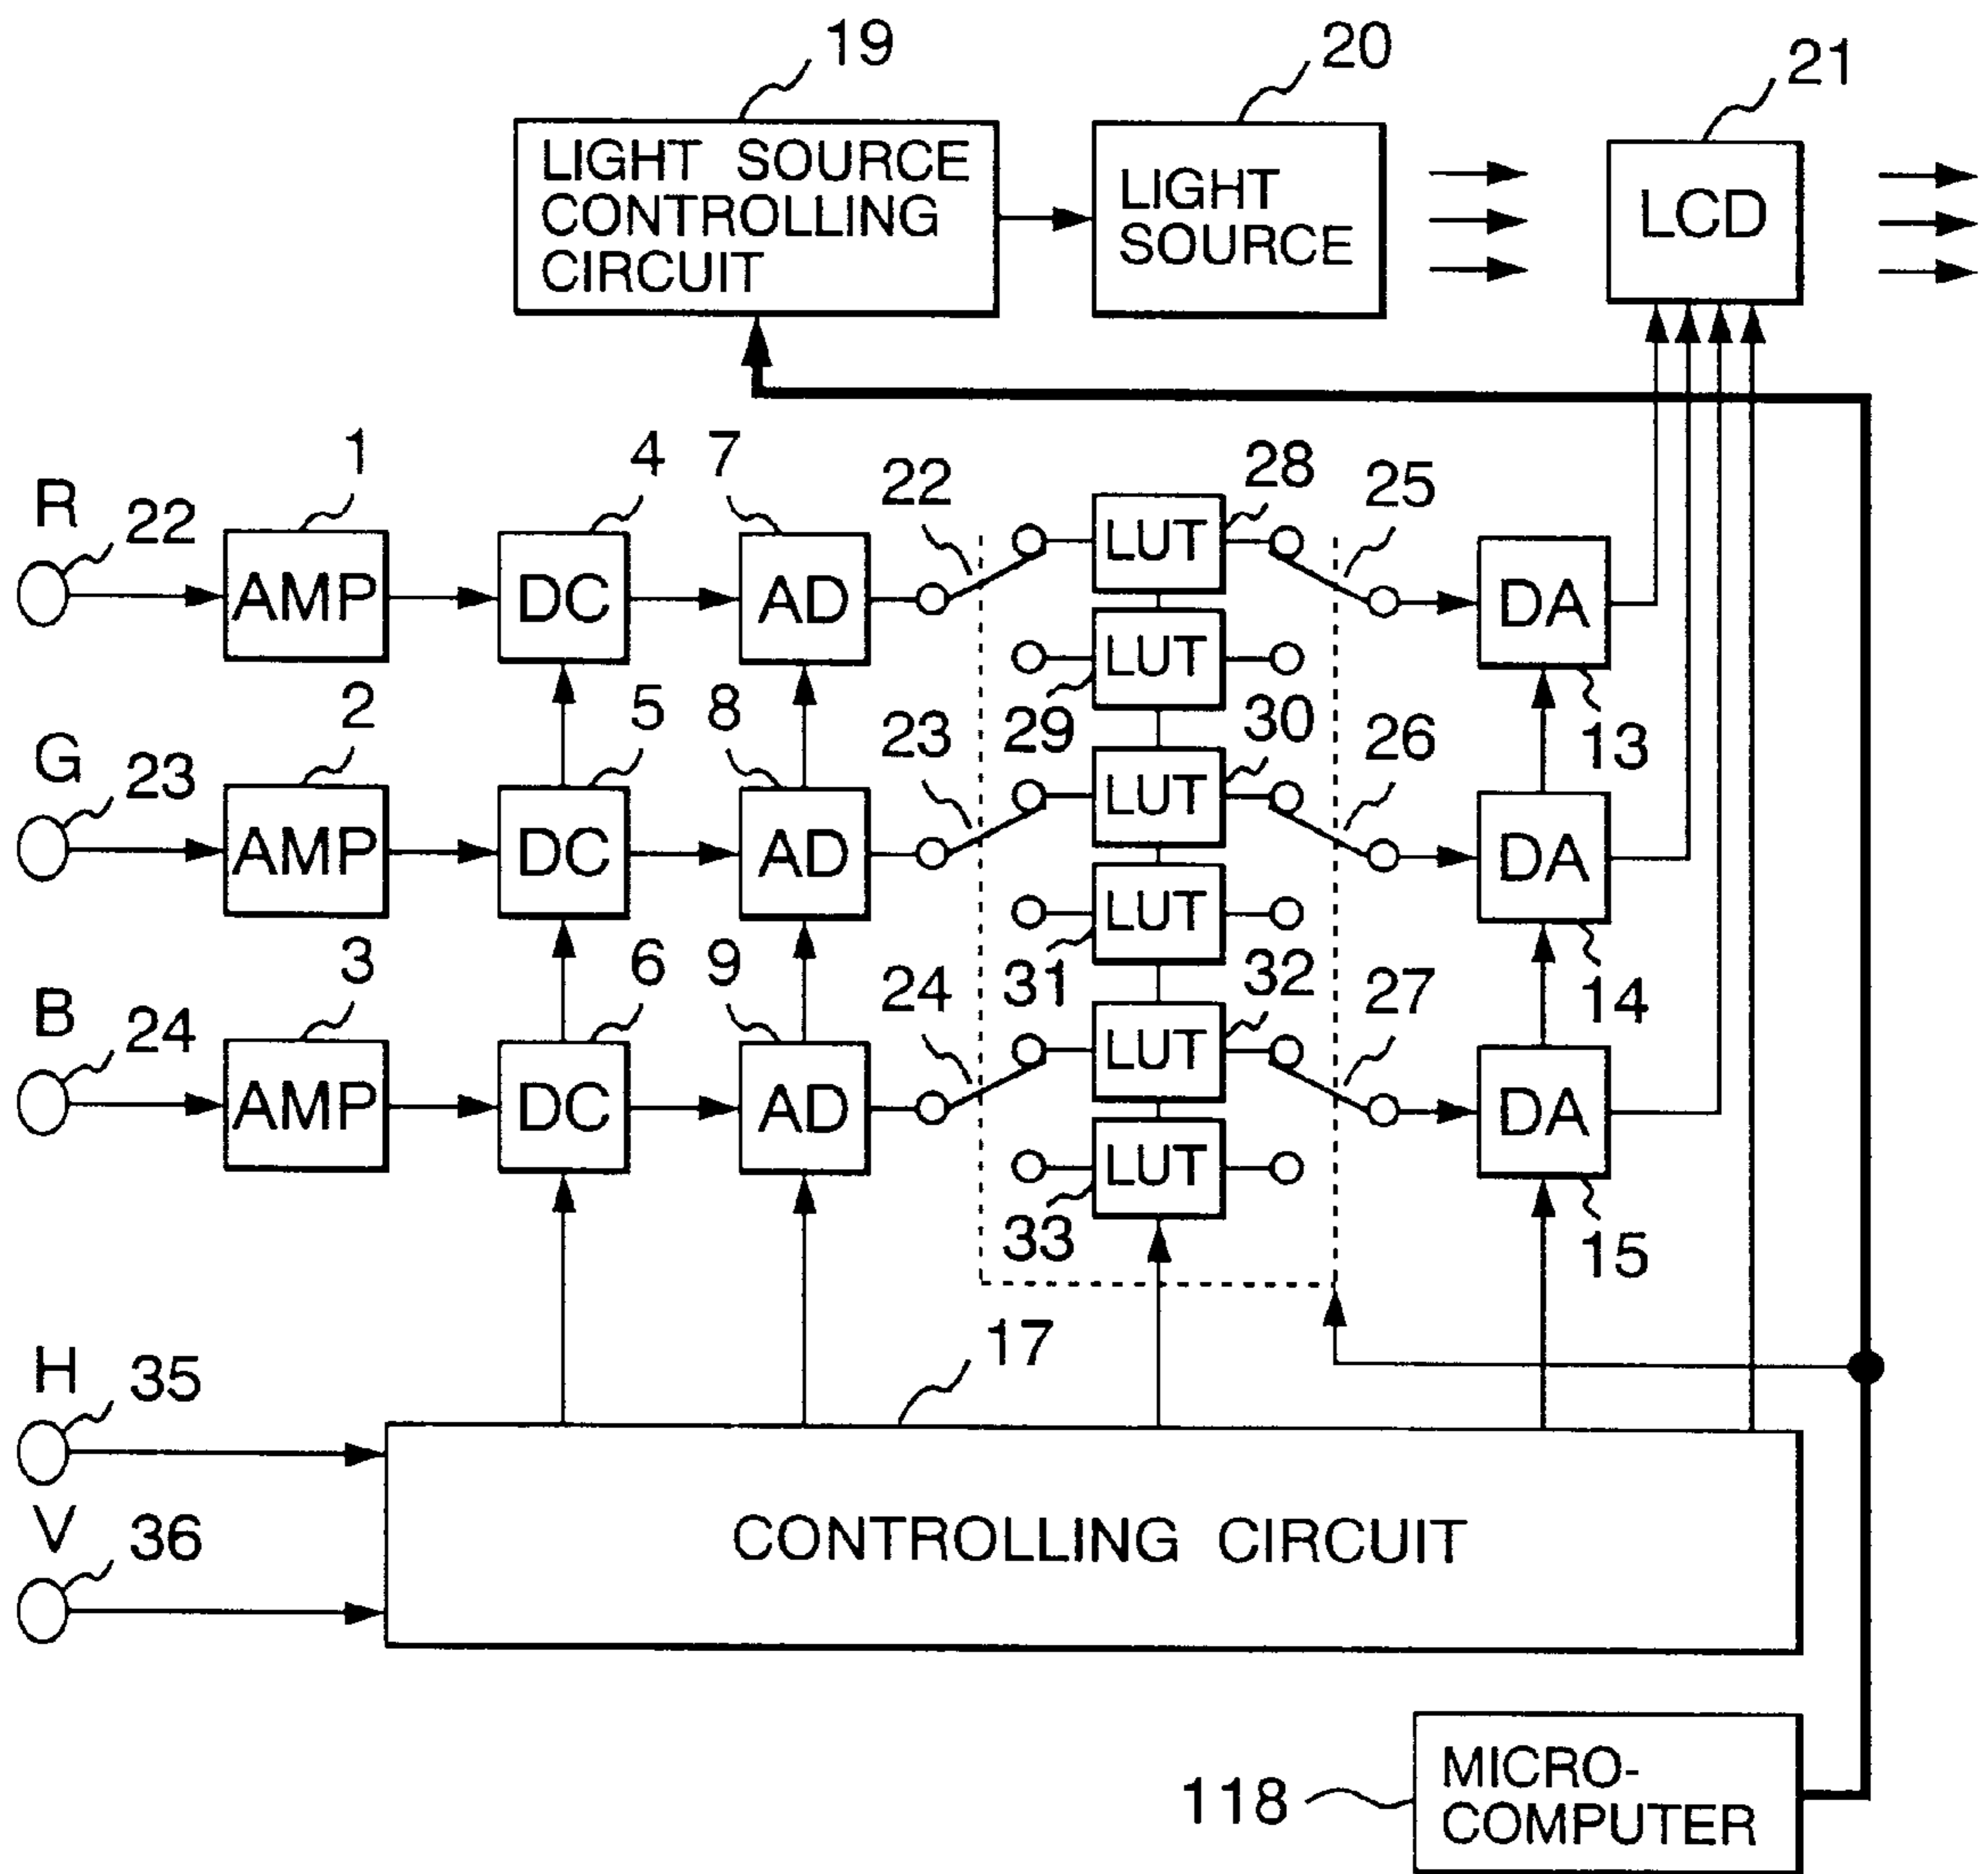 19
20
21
LIGHT SOURCE
CONTROLLING
CIRCUIT
LIGHT
SOURCE
LCD
R
22
1
4
7
22
28
25
AMP
DC
AD
LUT
DA
LUT
29
13
G
23
2
5
8
23
30
26
AMP
DC
AD
LUT
DA
LUT
31
14
B
24
3
6
9
24
32
27
AMP
DC
AD
LUT
DA
LUT
33
15
17
H
35
V
36
CONTROLLING CIRCUIT
118
MICRO-
COMPUTER